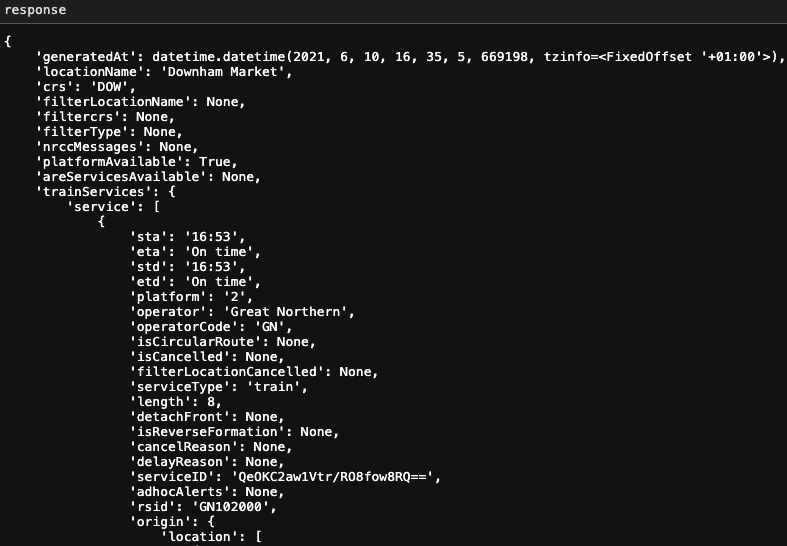 response
{
    'generatedAt': datetime.datetime(2021, 6, 10, 16, 35, 5, 669198, tzinfo=<FixedOffset '+01:00'>),
    'locationName': 'Downham Market',
    'crs': 'DOW',
    'filterLocationName': None,
    'filtercrs': None,
    'filterType': None,
    'nrccMessages': None,
    'platformAvailable': True,
    'areServicesAvailable': None,
    'trainServices': {
        'service': [
            {
                'sta': '16:53',
                'eta': 'On time',
                'std': '16:53',
                'etd': 'On time',
                'platform': '2',
                'operator': 'Great Northern',
                'operatorCode': 'GN',
                'isCircularRoute': None,
                'isCancelled': None,
                'filterLocationCancelled': None,
                'serviceType': 'train',
                'length': 8,
                'detachFront': None,
                'isReverseFormation': None,
                'cancelReason': None,
                'delayReason': None,
                'serviceID': 'QeOKC2aw1Vtr/RO8fow8RQ==',
                'adhocAlerts': None,
                'rsid': 'GN102000',
                'origin': {
                    'location': [